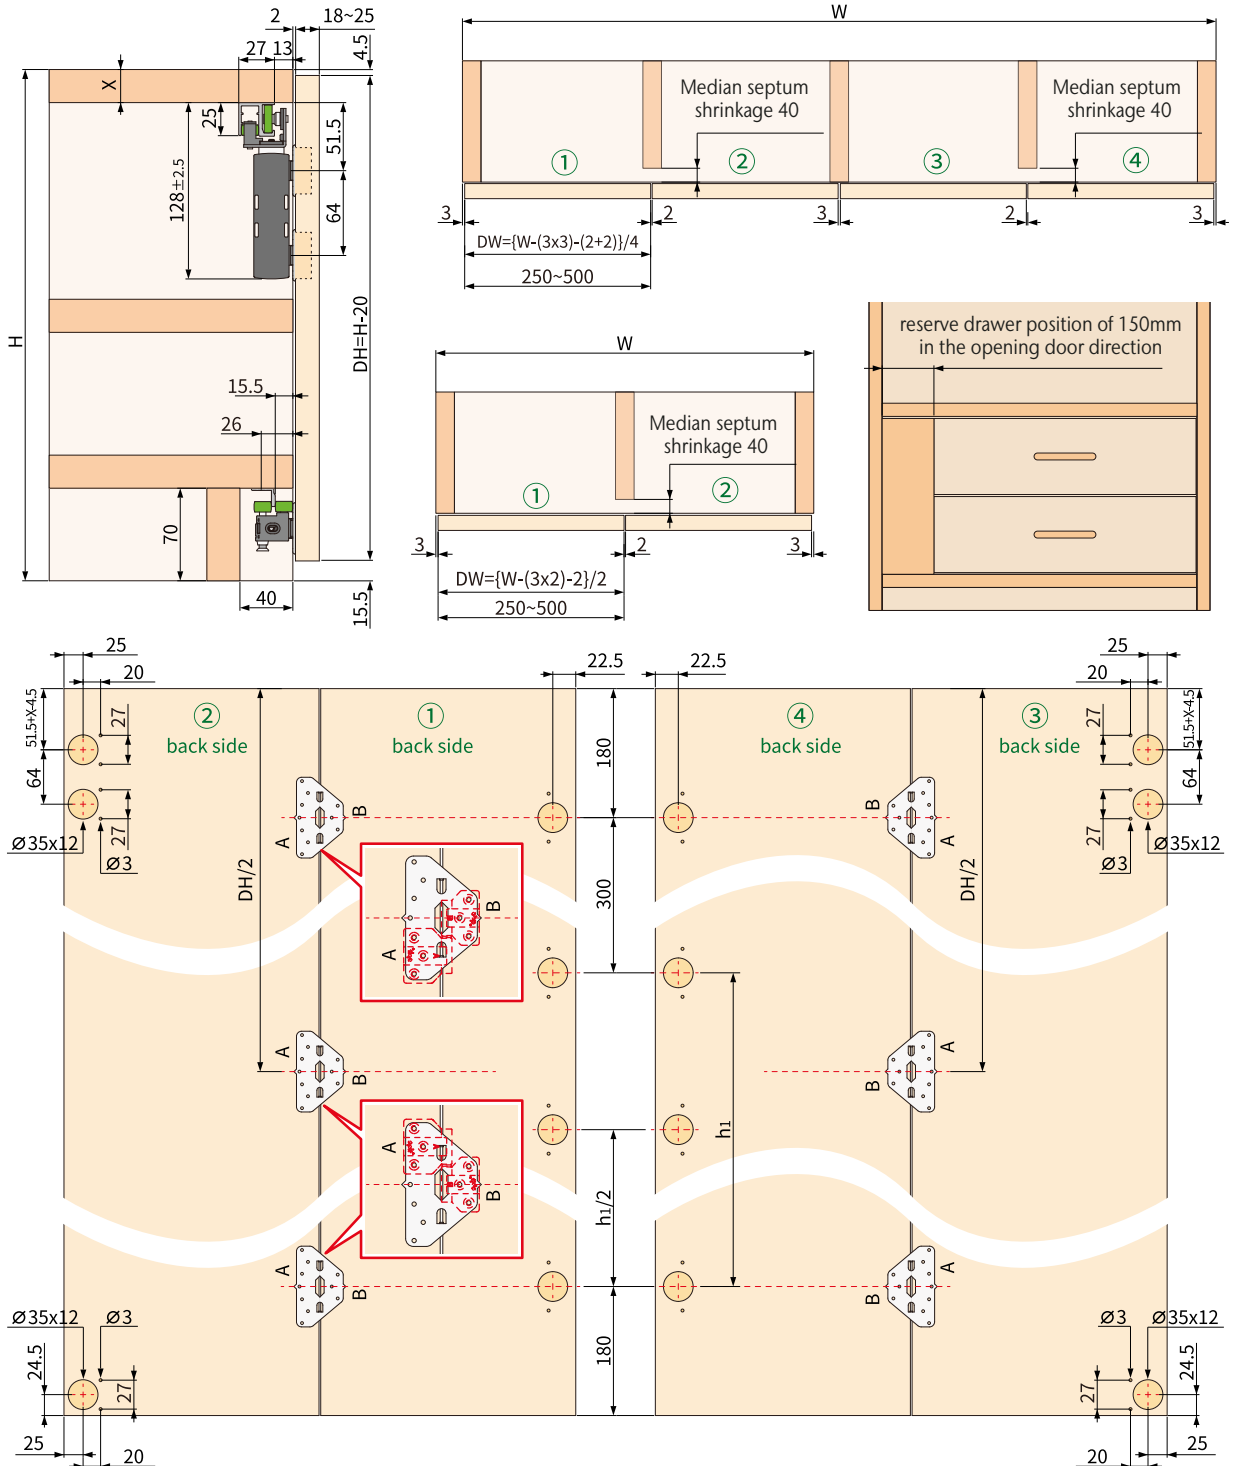 2
18~25
27
13
4.5
X
25
51.5
128±2.5
64
H
DH=H-20
15.5
26
70
40
15.5
W
Median septum
shrinkage 40
Median septum
shrinkage 40
①
②
③
④
3
2
3
2
3
DW={W-(3x3)-(2+2)}/4
250~500
W
Median septum
shrinkage 40
①
②
3
2
3
DW={W-(3x2)-2}/2
250~500
reserve drawer position of 150mm
in the opening door direction
25
20
22.5
22.5
25
20
51.5+X-4.5
27
64
27
Ø35x12
Ø3
②
back side
①
back side
④
back side
③
back side
180
300
DH/2
DH/2
51.5+X-4.5
27
64
27
Ø35x12
Ø3
A
B
A
B
A
B
A
B
A
B
B
A
B
A
B
A
h1
h1/2
180
Ø35x12
Ø3
24.5
27
25
20
Ø3
Ø35x12
24.5
27
20
25